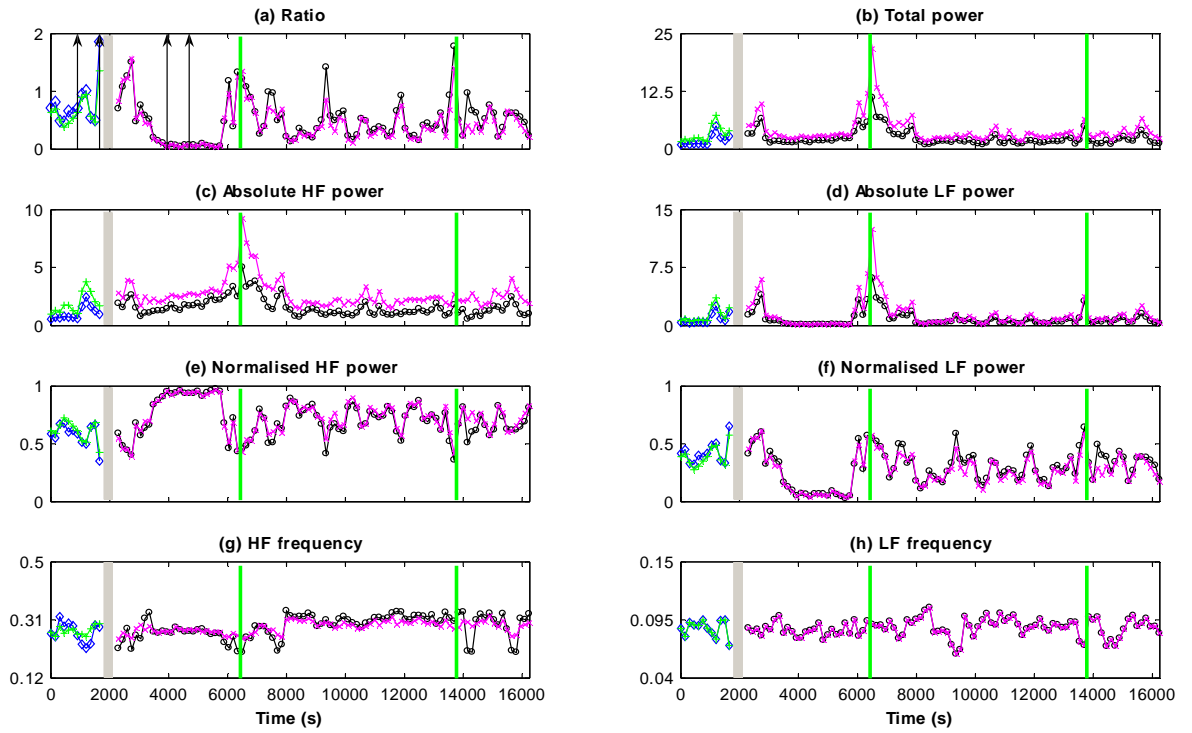 (a) Ratio
2
1
0
(b) Total power
25
12.5
0
(c) Absolute HF power
10
5
0
(d) Absolute LF power
15
7.5
0
(e) Normalised HF power
1
0.5
0
(f) Normalised LF power
1
0.5
0
(g) HF frequency
0.5
0.31
0.12
0 2000 4000 6000 8000 10000 12000 14000 16000
Time (s)
(h) LF frequency
0.15
0.095
0.04
0 2000 4000 6000 8000 10000 12000 14000 16000
Time (s)